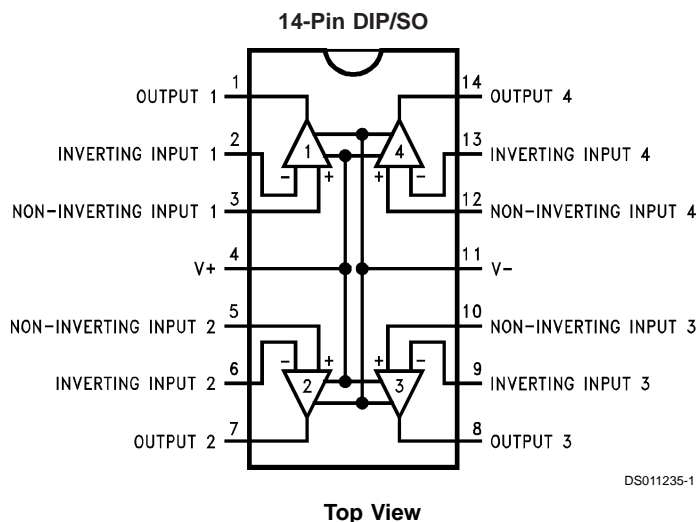 14-Pin DIP/SO
1 14
OUTPUT 1 OUTPUT 4
2 13
INVERTING INPUT 1 1 4 INVERTING INPUT 4
− + + −
3 12
NON-INVERTING INPUT 1 NON-INVERTING INPUT 4
4 11
V+ V-
5 10
NON-INVERTING INPUT 2 NON-INVERTING INPUT 3
− + + −
6 9
INVERTING INPUT 2 2 3 INVERTING INPUT 3
7 8
OUTPUT 2 OUTPUT 3
DS011235-1
Top View